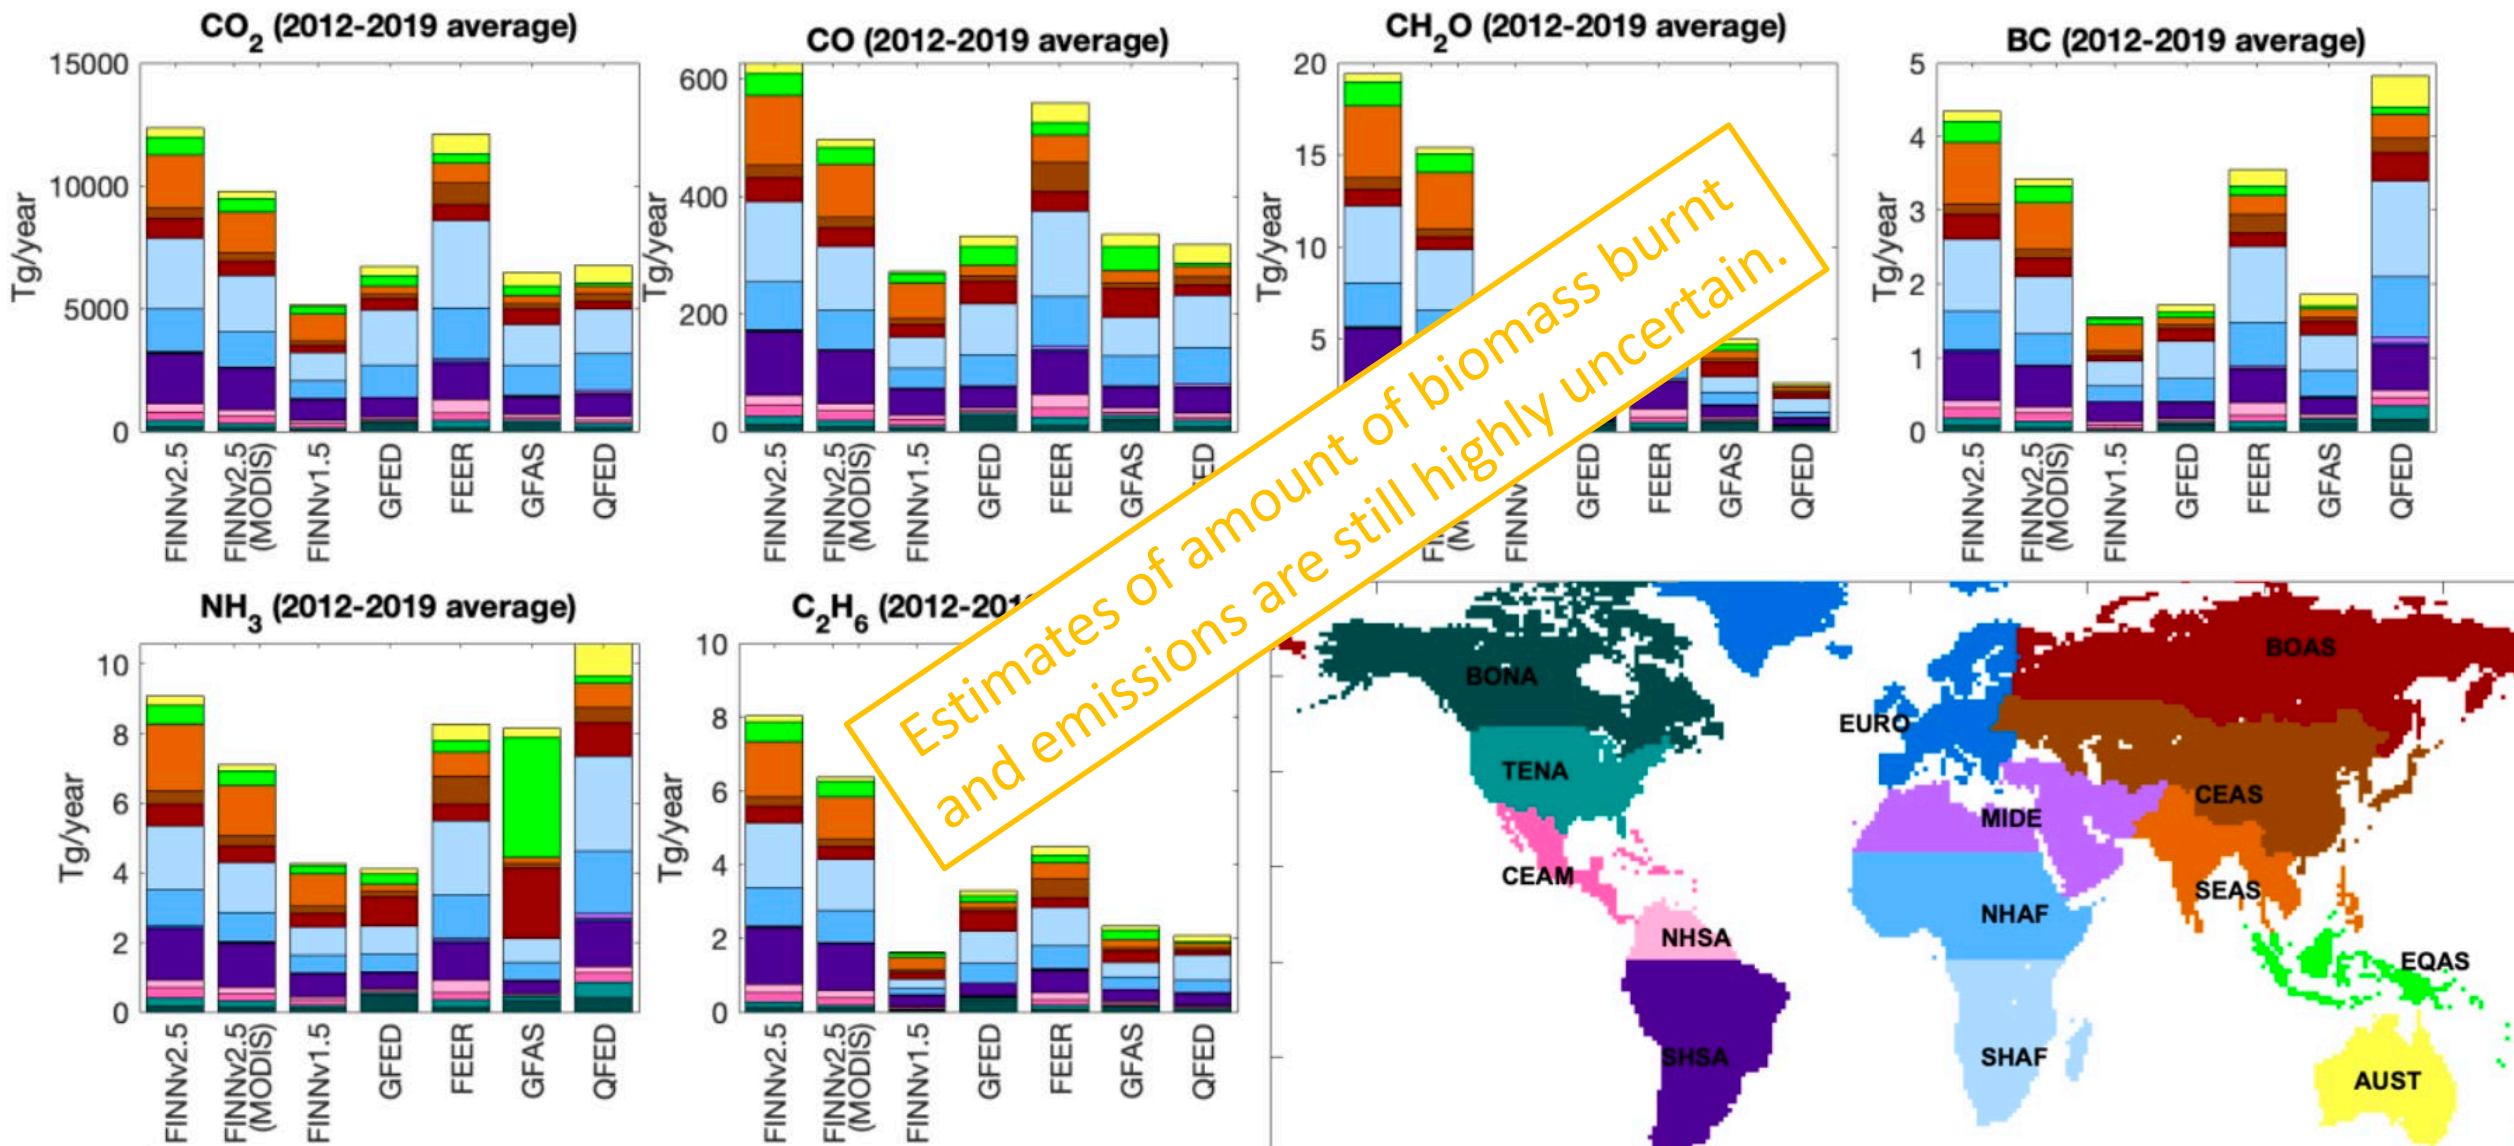 CO2 (2012-2019 average)
15000
10000
5000
0
Tg/year
FINNv2.5
FINNv2.5
(MODIS)
FINNv1.5
GFED
FEER
GFAS
QFED
CO (2012-2019 average)
600
400
200
0
Tg/year
FINNv2.5
FINNv2.5
(MODIS)
FINNv1.5
GFED
FEER
GFAS
CH2O (2012-2019 average)
20
15
10
5
Tg/year
GFED
FEER
GFAS
QFED
BC (2012-2019 average)
5
4
3
2
1
0
Tg/year
FINNv2.5
FINNv2.5
(MODIS)
FINNv1.5
GFED
FEER
GFAS
QFED
Estimates of amount of biomass burnt
and emissions are still highly uncertain.
NH3 (2012-2019 average)
10
8
6
4
2
0
Tg/year
FINNv2.5
FINNv2.5
(MODIS)
FINNv1.5
GFED
FEER
GFAS
QFED
C2H6 (2012-201
10
8
6
4
2
0
Tg/year
FINNv2.5
FINNv2.5
(MODIS)
FINNv1.5
GFED
FEER
GFAS
QFED
BONA
BOAS
EURO
TENA
CEAS
MIDE
CEAM
SEAS
NHAF
NHSA
EQAS
SHSA
SHAF
AUST